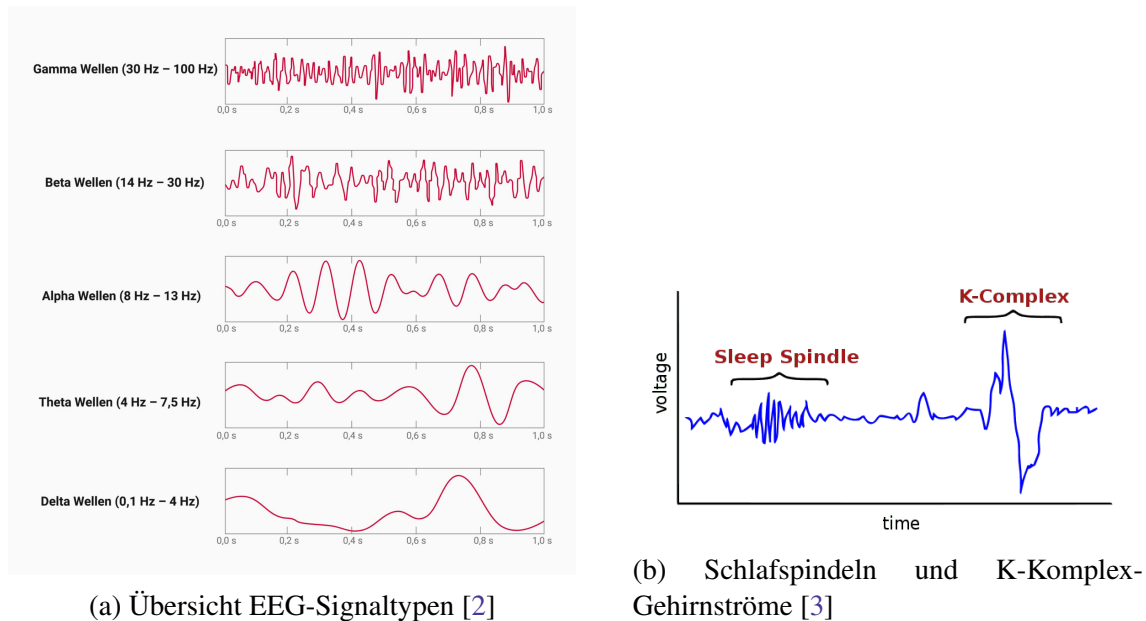 Gamma Wellen (30 Hz – 100 Hz)
0,0 s 0,2 s 0,4 s 0,6 s 0,8 s 1,0 s
Beta Wellen (14 Hz – 30 Hz)
0,0 s 0,2 s 0,4 s 0,6 s 0,8 s 1,0 s
Alpha Wellen (8 Hz – 13 Hz)
0,0 s 0,2 s 0,4 s 0,6 s 0,8 s 1,0 s
Theta Wellen (4 Hz – 7,5 Hz)
0,0 s 0,2 s 0,4 s 0,6 s 0,8 s 1,0 s
Delta Wellen (0,1 Hz – 4 Hz)
0,0 s 0,2 s 0,4 s 0,6 s 0,8 s 1,0 s
(a) Übersicht EEG-Signaltypen [2]
K-Complex
Sleep Spindle
voltage
time
(b) Schlafspindeln und K-Komplex-
Gehirnströme [3]